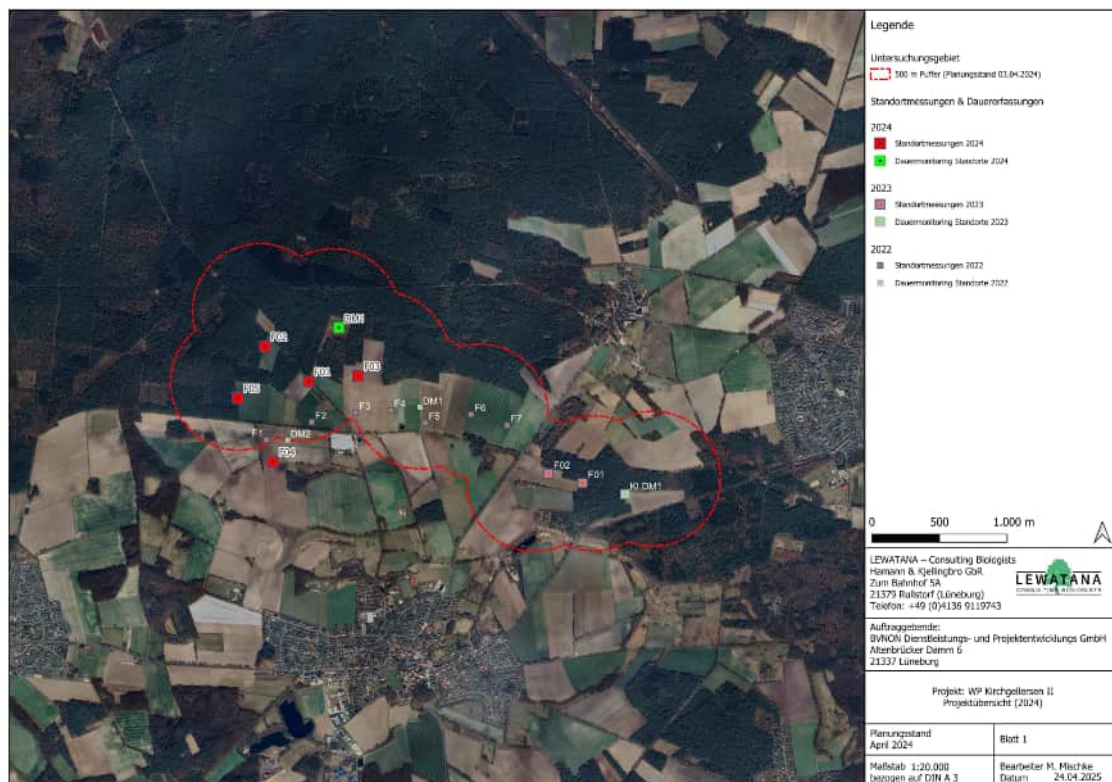 Legende
Untersuchungsgebiet
500 m Puffer (Planungsstand 03.04.2024)
Standortmessungen & Dauererfassungen
2024
Standortmessungen 2024
Dauermonitoring Standorte 2024
2023
Standortmessungen 2023
Dauermonitoring Standorte 2023
2022
Standortmessungen 2022
Dauermonitoring Standorte 2022
DM1
F02
F03
F01
F05
F3
F4
DM1
F2
F5
F6
F7
F1
DM2
F04
F02
F01
KI.DM1
0 500 1.000 m
LEWATANA – Consulting Biologists
Hamann & Kjellingbro GbR
Zum Bahnhof 5A
21379 Rullstorf (Lüneburg)
Telefon: +49 (0)4136 9119743
LEWATANA
CONSULTING BIOLOGISTS
Auftraggebende:
BVNON Dienstleistungs- und Projektentwicklungs GmbH
Altenbrücker Damm 6
21337 Lüneburg
Projekt: WP Kirchgellersen II
Projektübersicht (2024)
Planungsstand
April 2024
Blatt 1
Maßstab 1:20.000
bezogen auf DIN A 3
Bearbeiter M. Mischke
Datum 24.04.2025